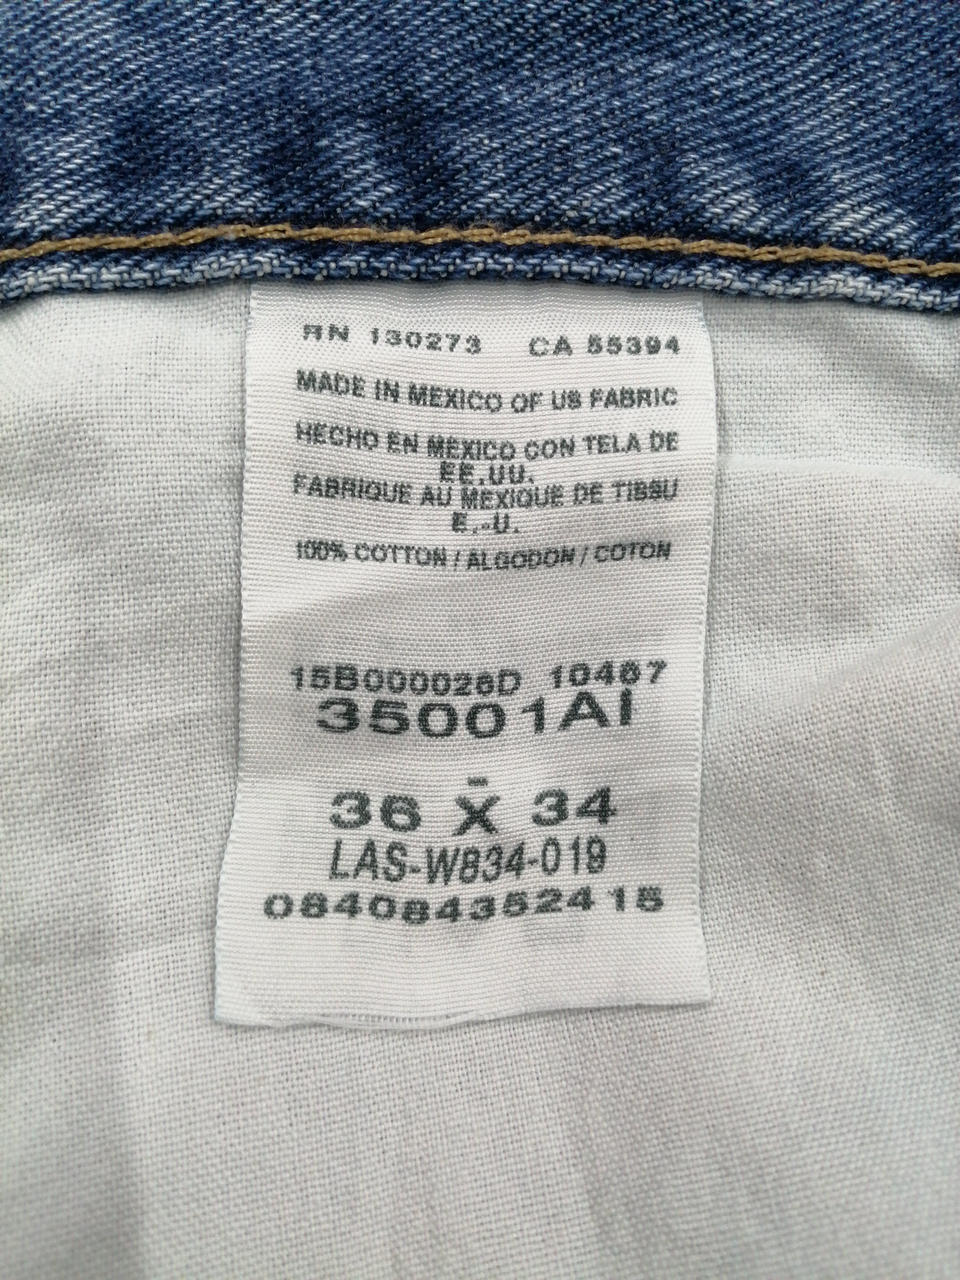 RN 130273 CA 55394
MADE IN MEXICO OF US FABRIC
HECHO EN MEXICO CON TELA DE
EE.UU.
FABRIQUE AU MEXIQUE DE TISSU
E.-U.
100% COTTON / ALGODON / COTON
15B000026D 10467
35001AI
36 X 34
LAS-W834-019
084084352415